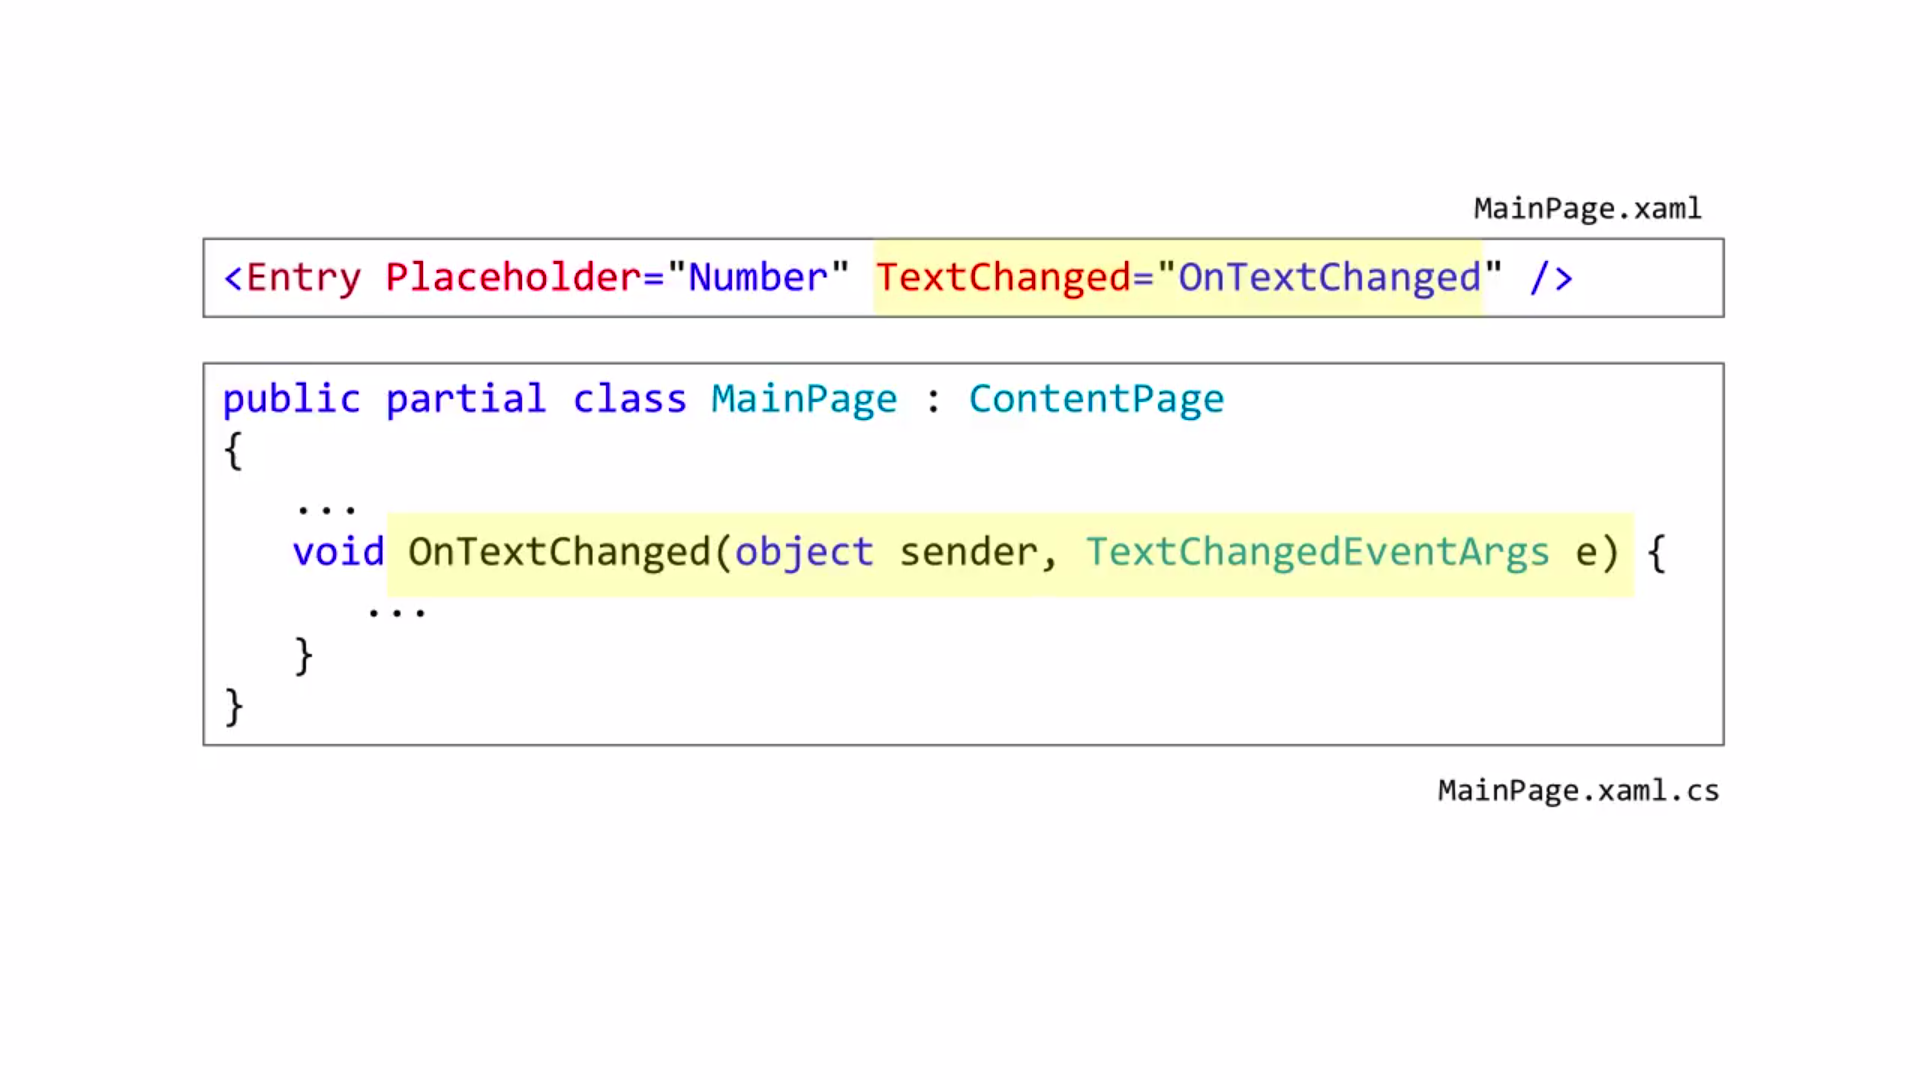 MainPage.xaml
<Entry Placeholder="Number" TextChanged="OnTextChanged" />
public partial class MainPage : ContentPage
{
...
void OnTextChanged(object sender, TextChangedEventArgs e) {
...
}
}
MainPage.xaml.cs